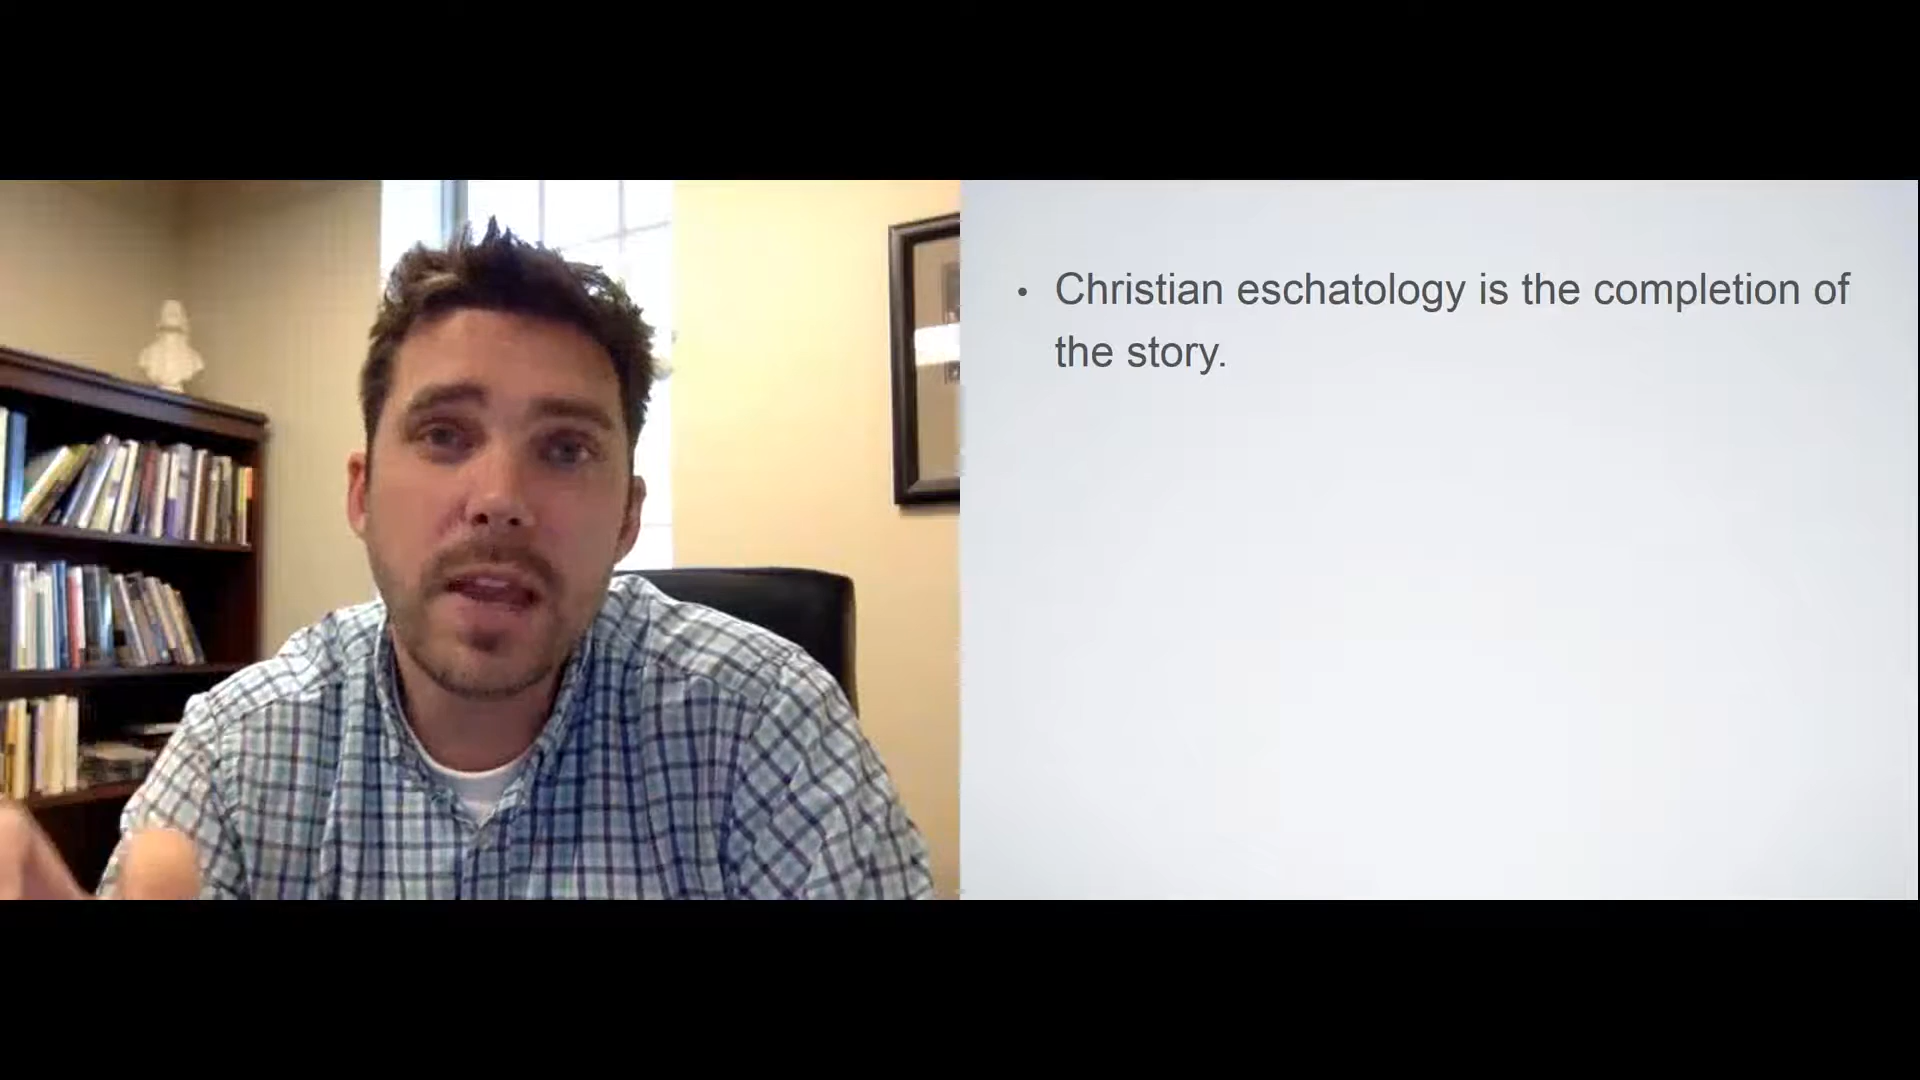 • Christian eschatology is the completion of
the story.